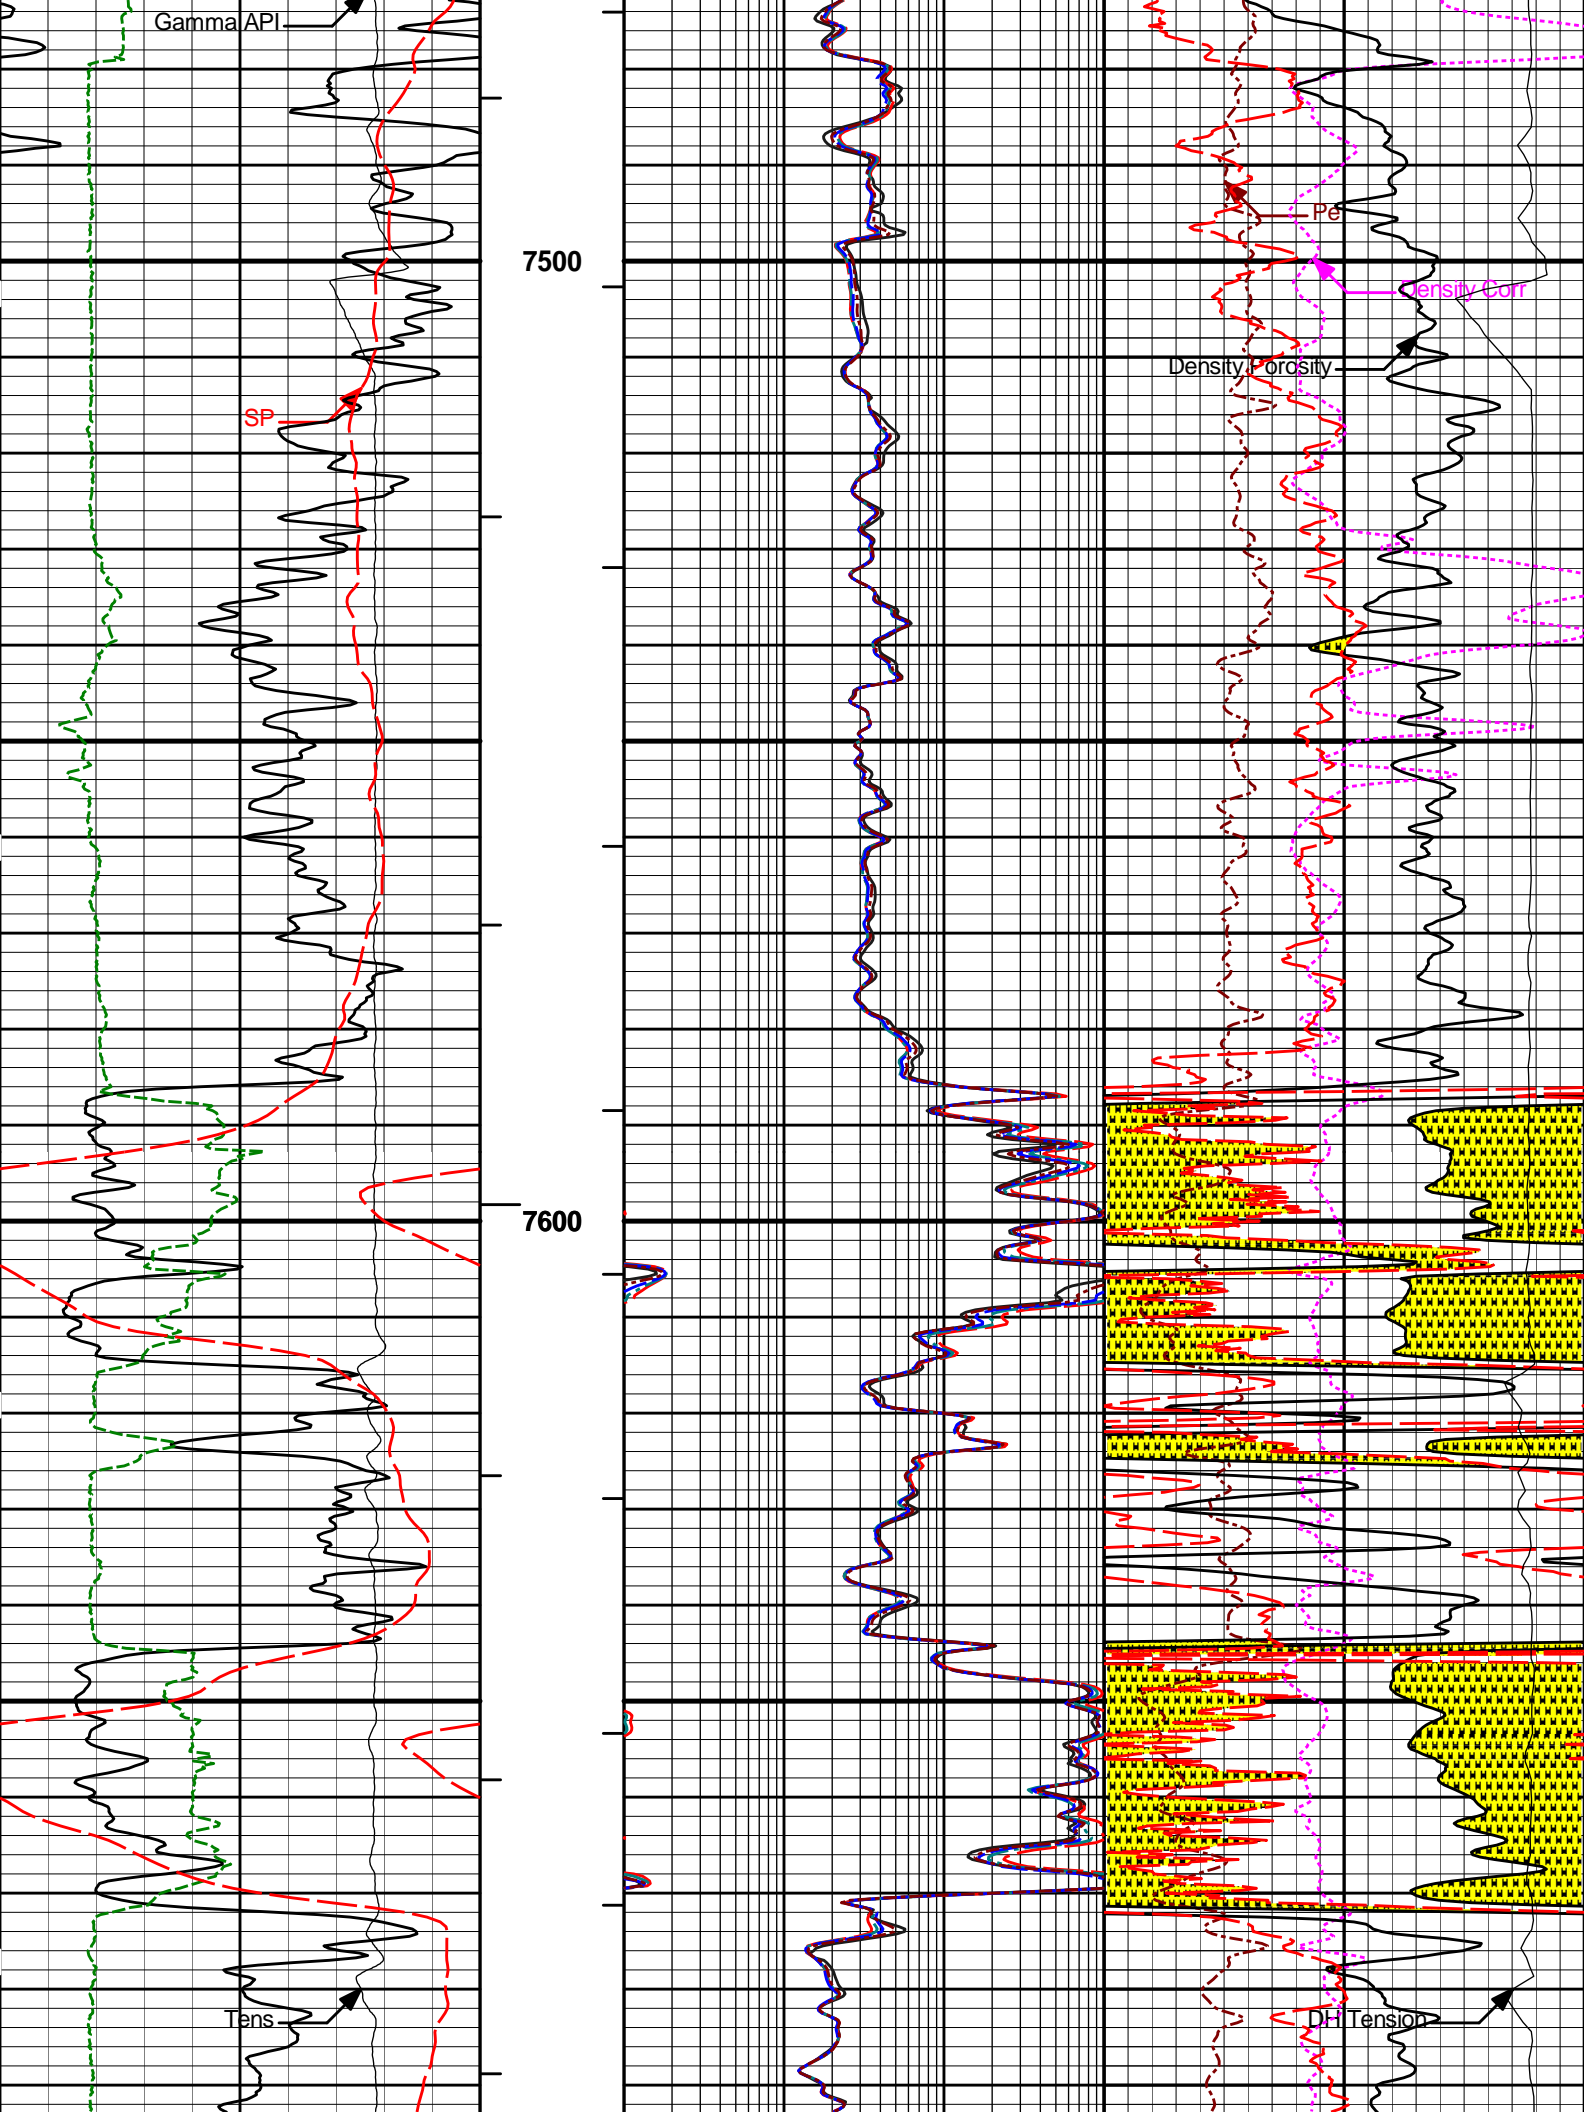 Gamma API
Pe
7500
Density Corr
Density Porosity
SP
7600
Tens
DH Tension